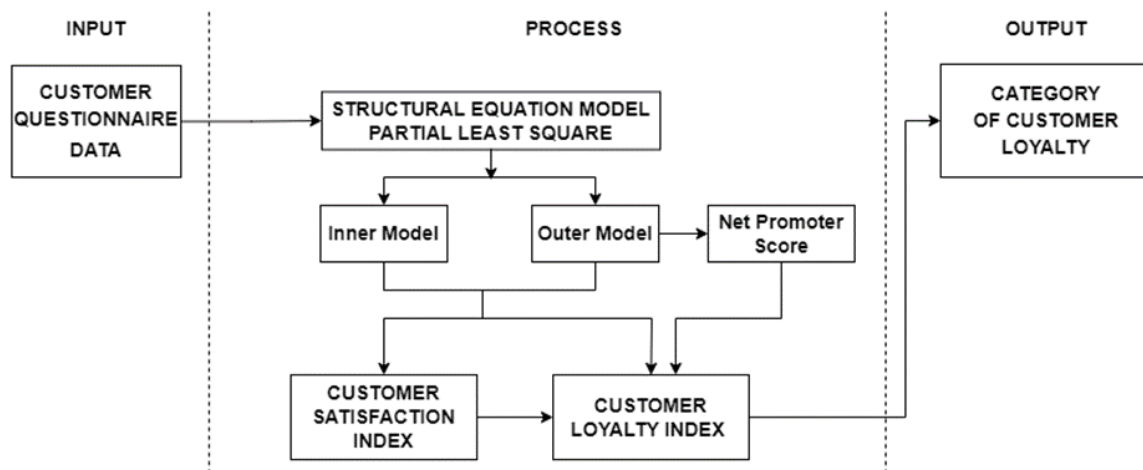 INPUT
PROCESS
OUTPUT
CUSTOMER
QUESTIONNAIRE
DATA
STRUCTURAL EQUATION MODEL
PARTIAL LEAST SQUARE
CATEGORY
OF CUSTOMER
LOYALTY
Inner Model
Outer Model
Net Promoter
Score
CUSTOMER
SATISFACTION
INDEX
CUSTOMER
LOYALTY INDEX